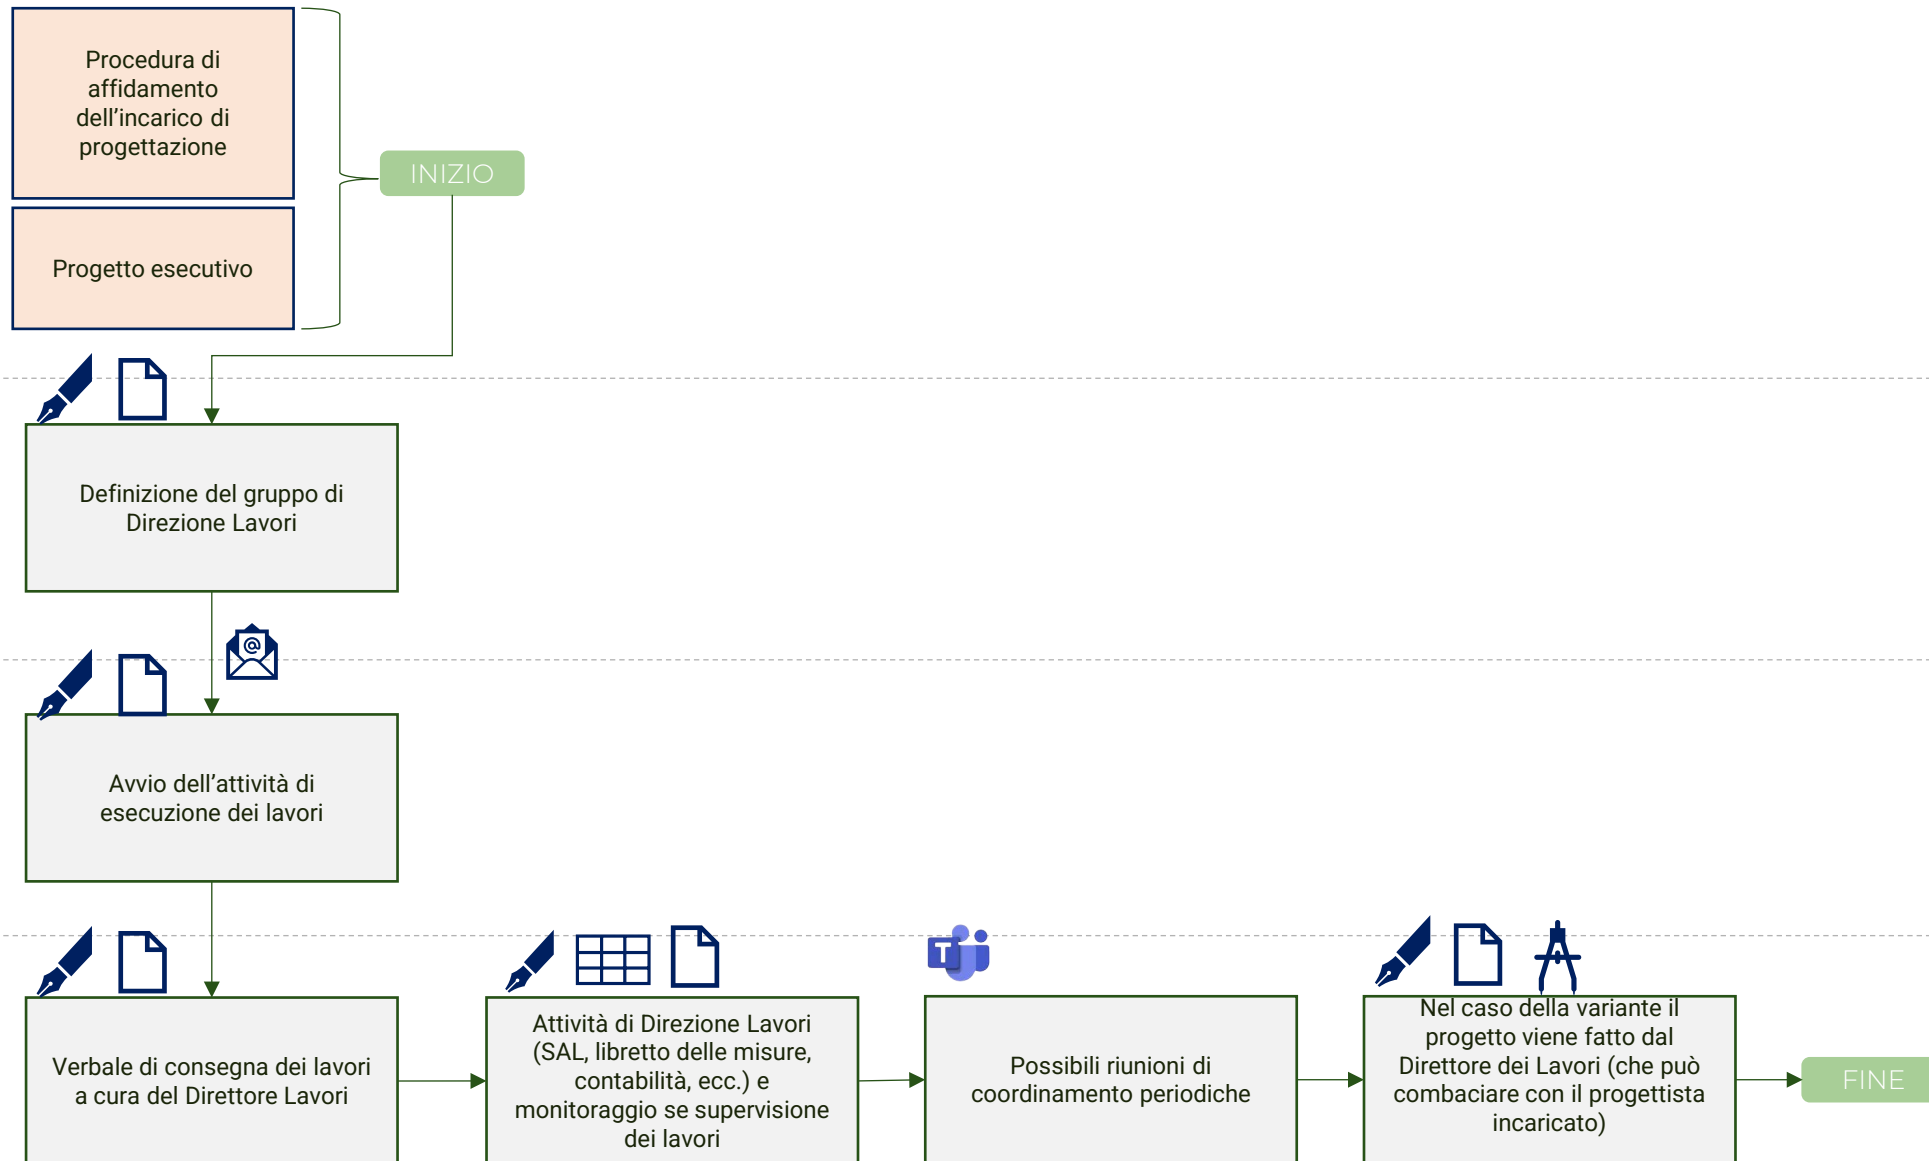 Procedura di
affidamento
dell’incarico di
progettazione
INIZIO
Progetto esecutivo
Definizione del gruppo di
Direzione Lavori
@
Avvio dell’attività di
esecuzione dei lavori
T
Verbale di consegna dei lavori
a cura del Direttore Lavori
Attività di Direzione Lavori
(SAL, libretto delle misure,
contabilità, ecc.) e
monitoraggio se supervisione
dei lavori
Possibili riunioni di
coordinamento periodiche
Nel caso della variante il
progetto viene fatto dal
Direttore dei Lavori (che può
combaciare con il progettista
incaricato)
FINE